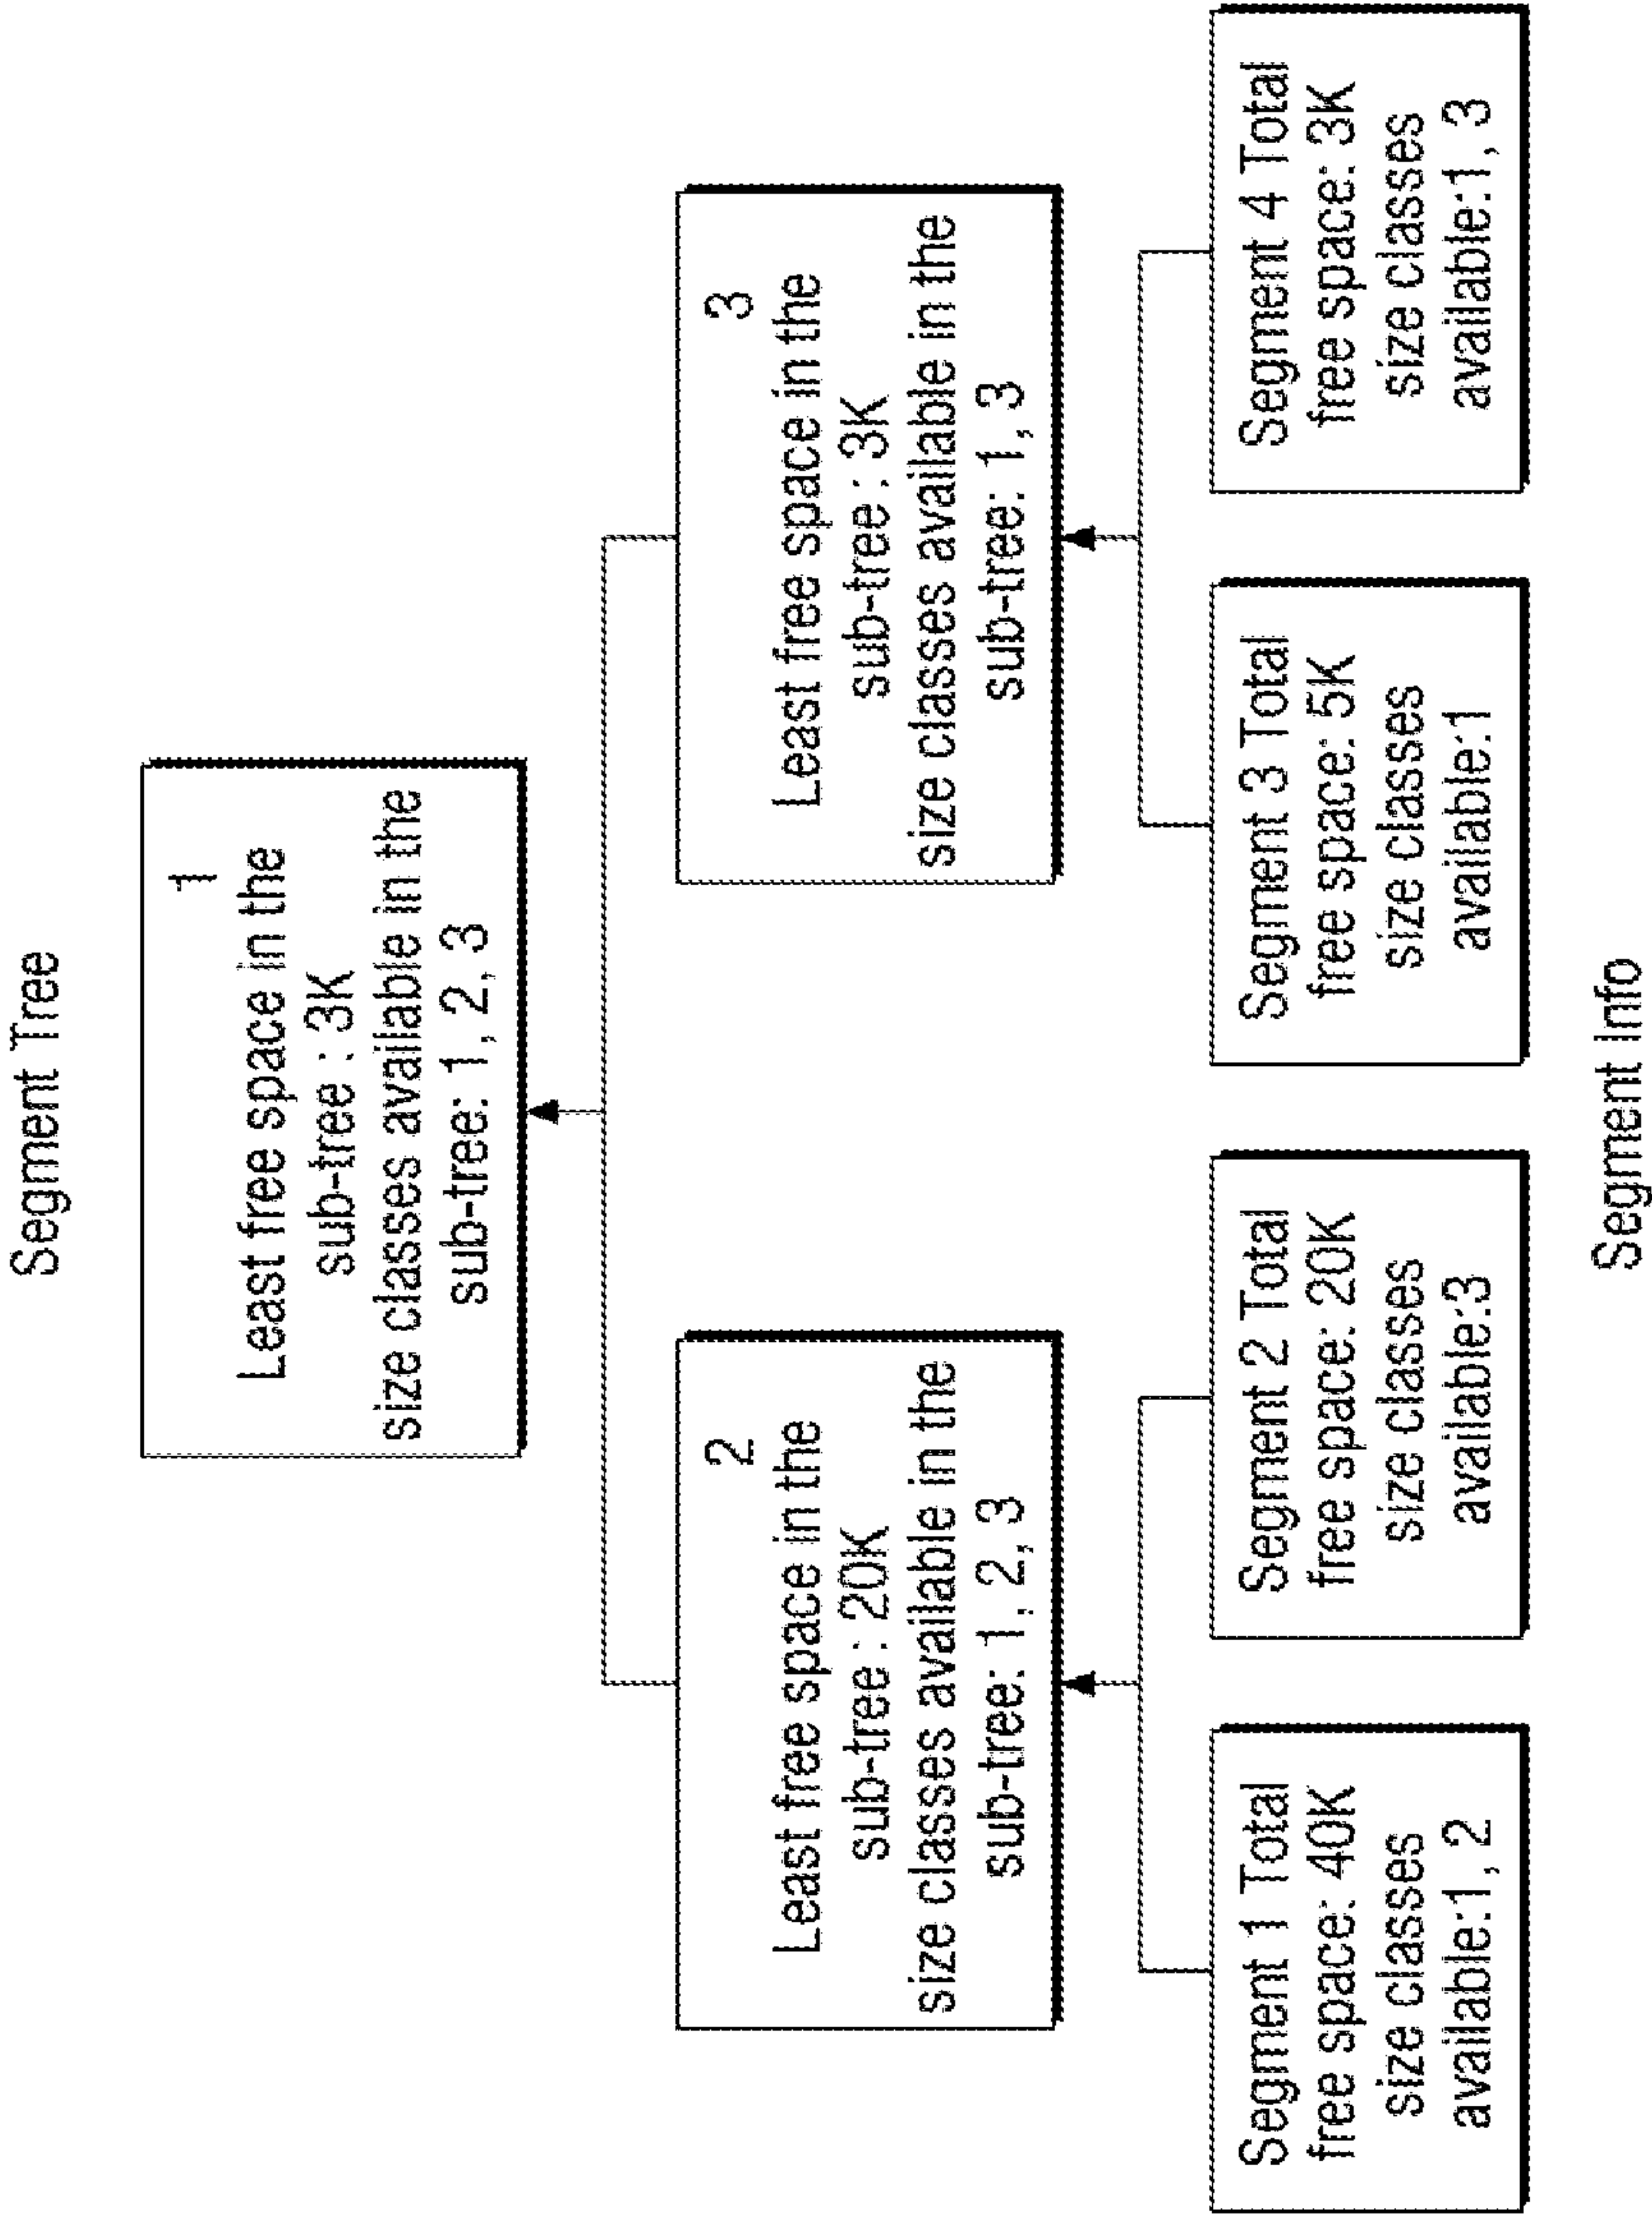 Segment Tree
1
Least free space in the
sub-tree : 3K
size classes available in the
sub-tree: 1, 2, 3
2
Least free space in the
sub-tree : 20K
size classes available in the
sub-tree: 1, 2, 3
3
Least free space in the
sub-tree : 3K
size classes available in the
sub-tree: 1, 3
Segment 1 Total
free space: 40K
size classes
available:1, 2
Segment 2 Total
free space: 20K
size classes
available:3
Segment 3 Total
free space: 5K
size classes
available:1
Segment 4 Total
free space: 3K
size classes
available:1, 3
Segment Info